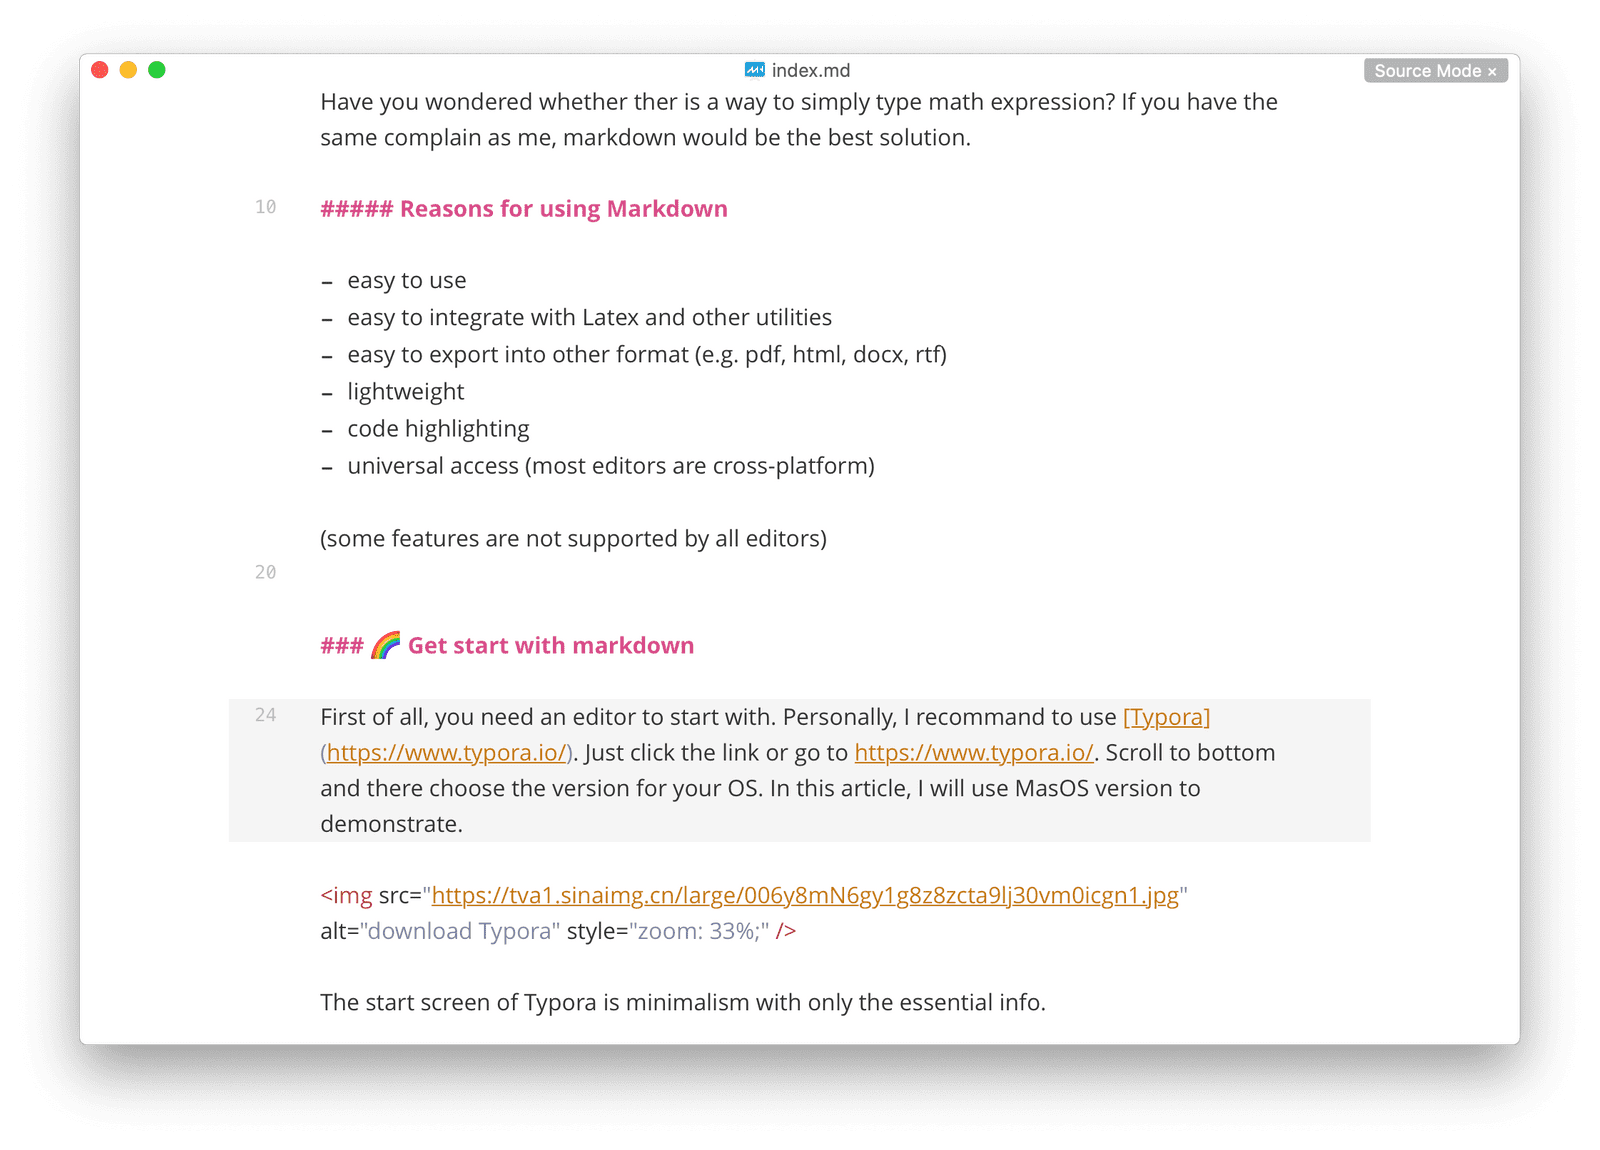 index.md
Source Mode ×
Have you wondered whether ther is a way to simply type math expression? If you have the
same complain as me, markdown would be the best solution.
10 ##### Reasons for using Markdown
- easy to use
- easy to integrate with Latex and other utilities
- easy to export into other format (e.g. pdf, html, docx, rtf)
- lightweight
- code highlighting
- universal access (most editors are cross-platform)
(some features are not supported by all editors)
20
### 🌈 Get start with markdown
24 First of all, you need an editor to start with. Personally, I recommand to use [Typora]
(https://www.typora.io/). Just click the link or go to https://www.typora.io/. Scroll to bottom
and there choose the version for your OS. In this article, I will use MasOS version to
demonstrate.
<img src="https://tva1.sinaimg.cn/large/006y8mN6gy1g8z8zcta9lj30vm0icgn1.jpg"
alt="download Typora" style="zoom: 33%;" />
The start screen of Typora is minimalism with only the essential info.